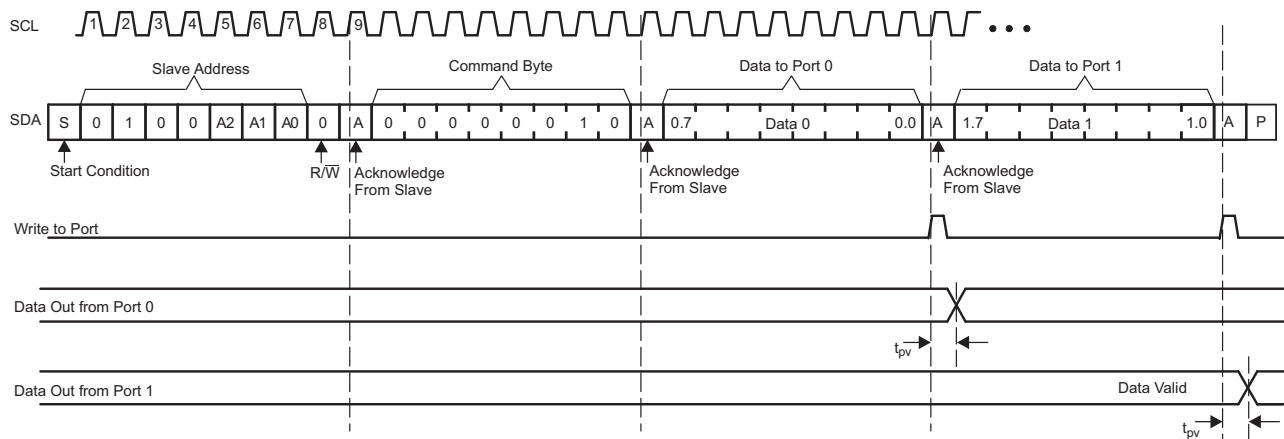 SCL 1 2 3 4 5 6 7 8 9
Slave Address Command Byte Data to Port 0 Data to Port 1
SDA S 0 1 0 0 A2 A1 A0 0 A 0 0 0 0 0 0 1 0 A 0.7 Data 0 0.0 A 1.7 Data 1 1.0 A P
Start Condition R/W̅ Acknowledge From Slave Acknowledge From Slave Acknowledge From Slave
Write to Port
Data Out from Port 0
tpv
Data Out from Port 1 Data Valid
tpv